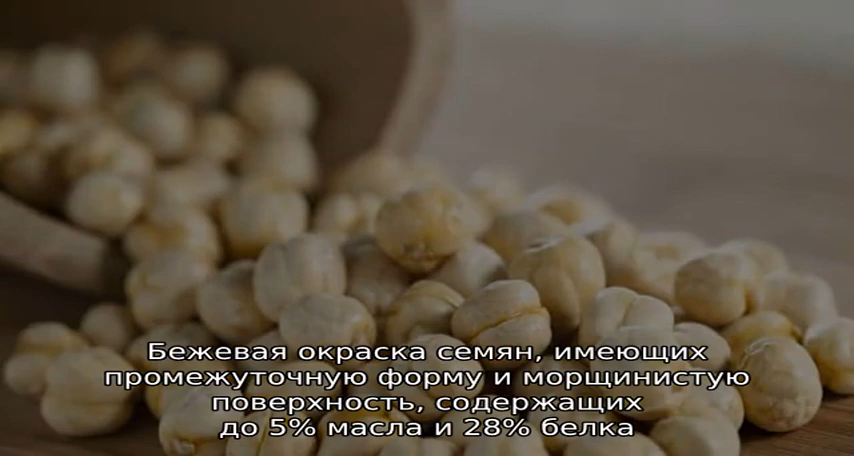 Бежевая окраска семян, имеющих
промежуточную форму и морщинистую
поверхность, содержащих
до 5% масла и 28% белка